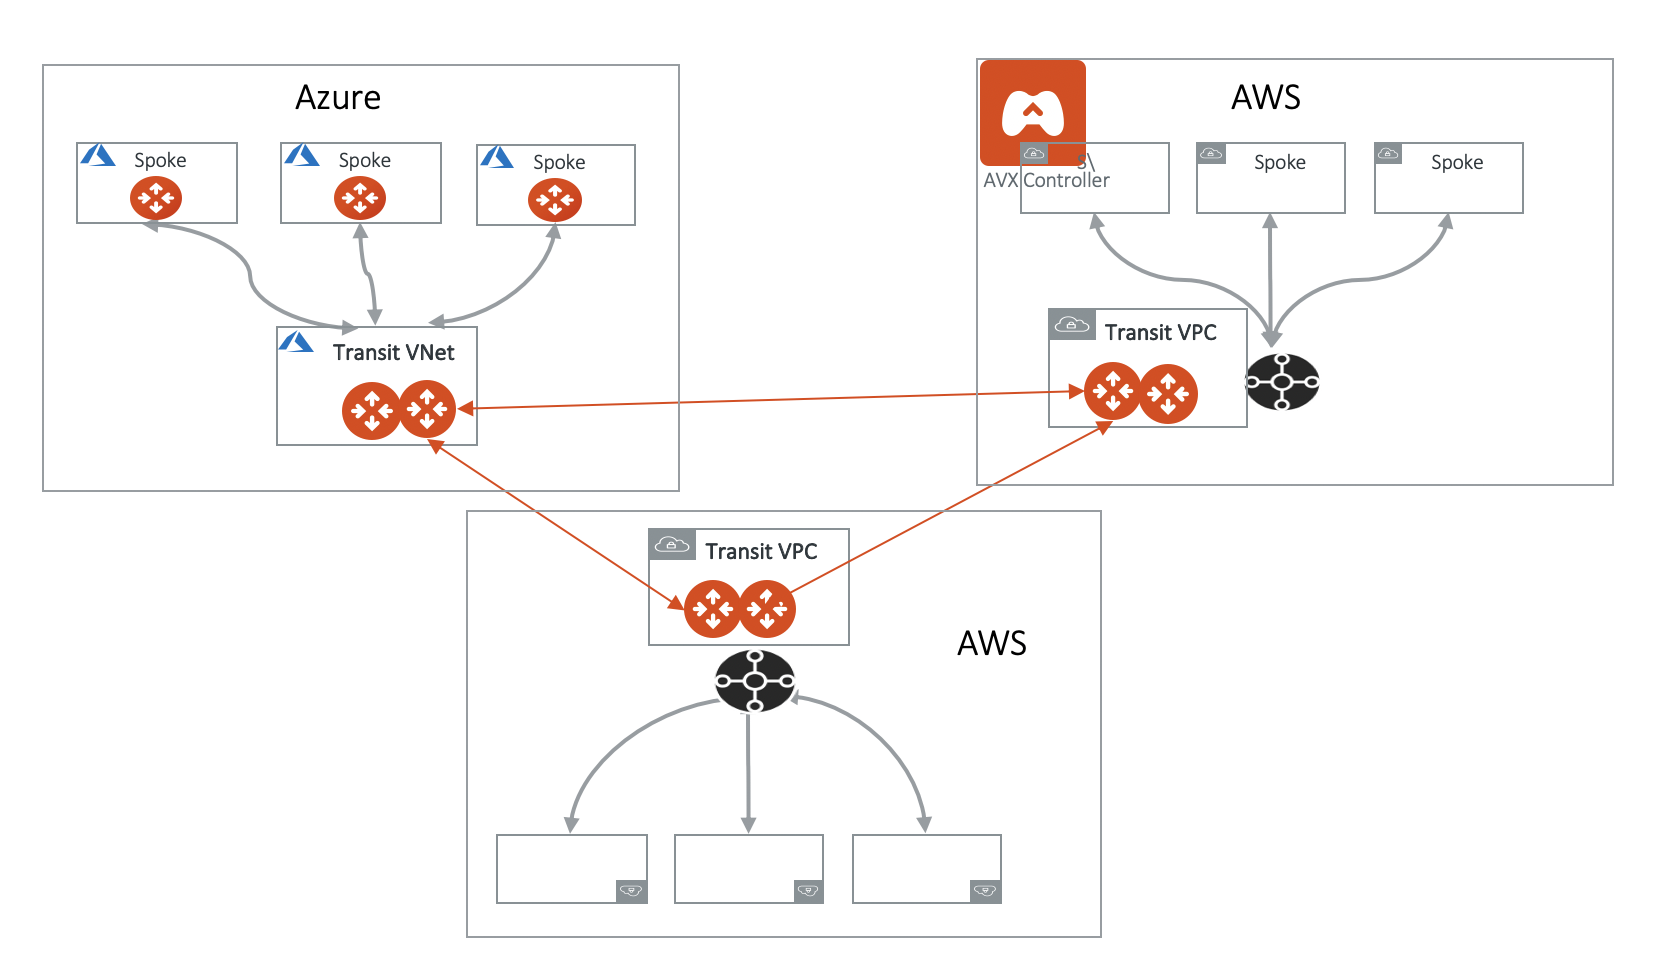 Azure
Spoke
Spoke
Spoke
Transit VNet
AWS
S\
AVX Controller
Spoke
Spoke
Transit VPC
Transit VPC
AWS